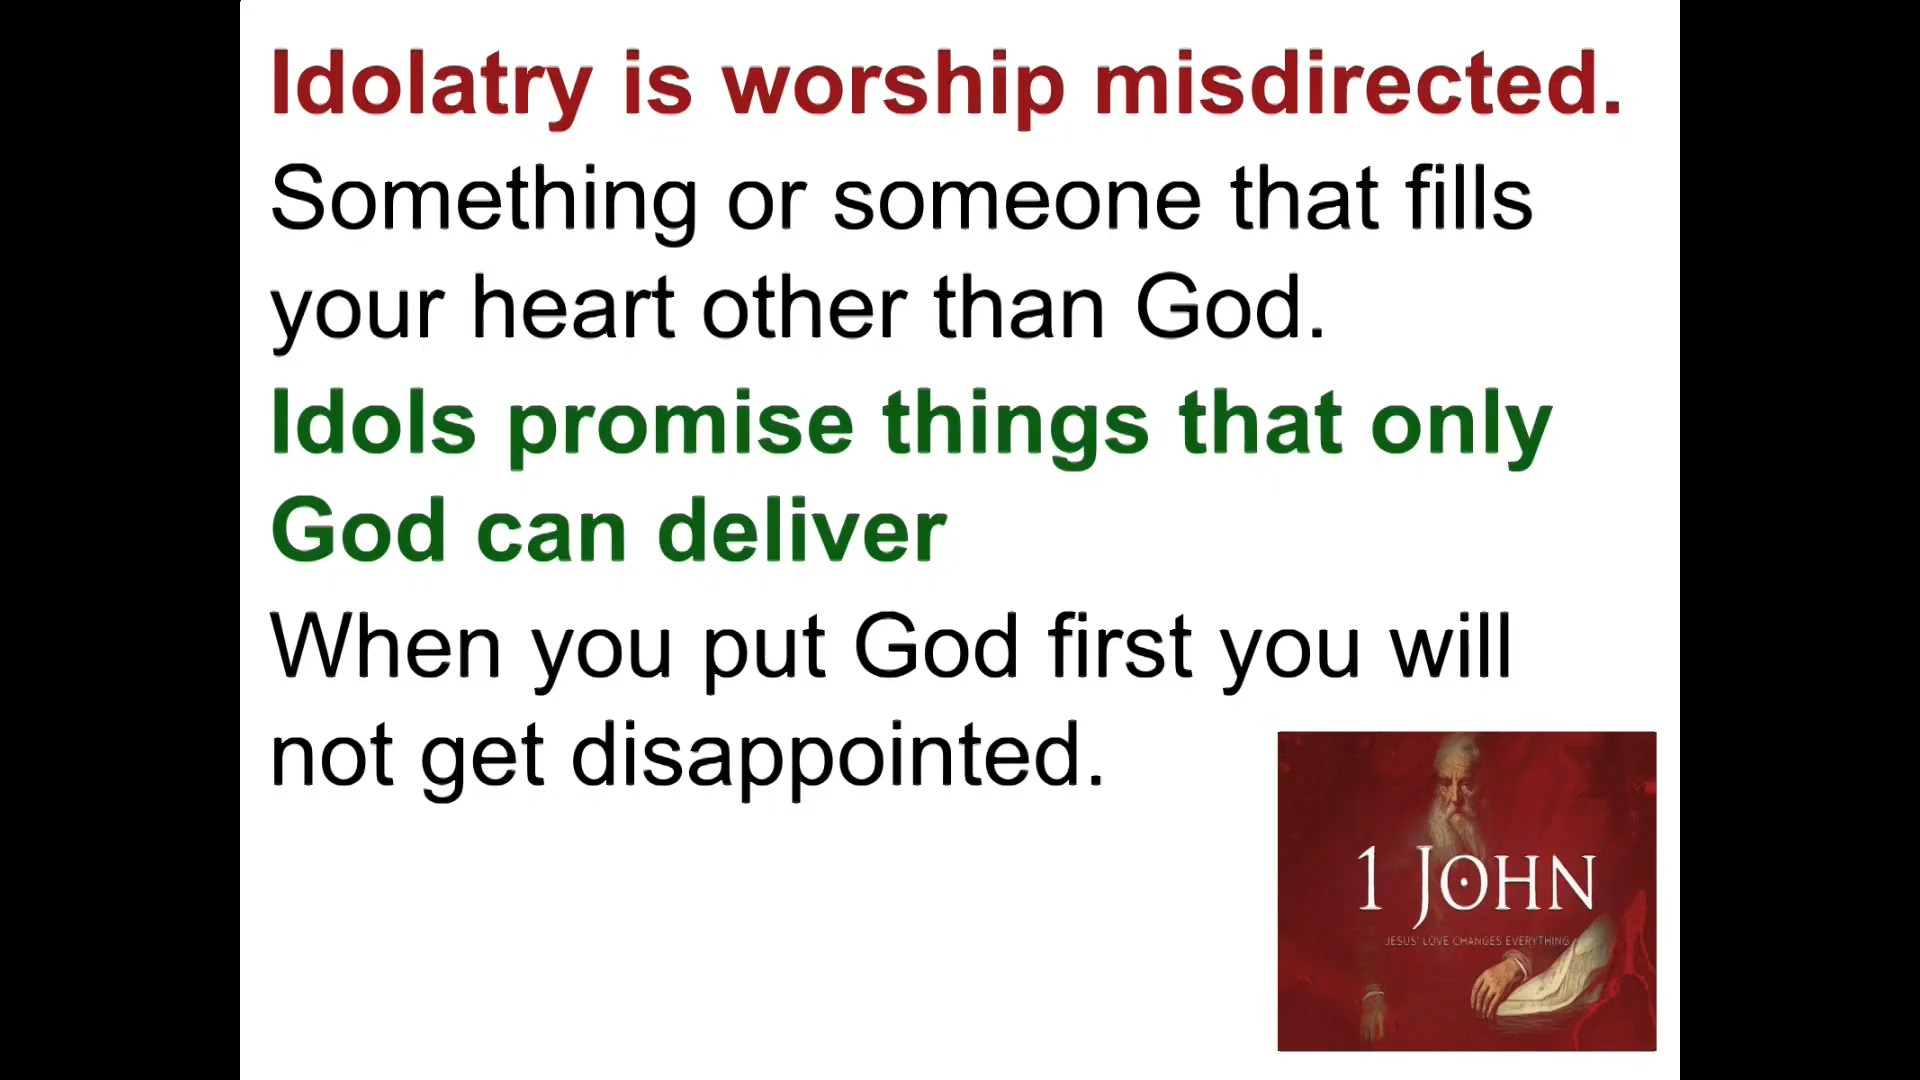 Idolatry is worship misdirected.
Something or someone that fills
your heart other than God.
Idols promise things that only
God can deliver
When you put God first you will
not get disappointed.
1 JOHN
JESUS' LOVE CHANGES EVERYTHING